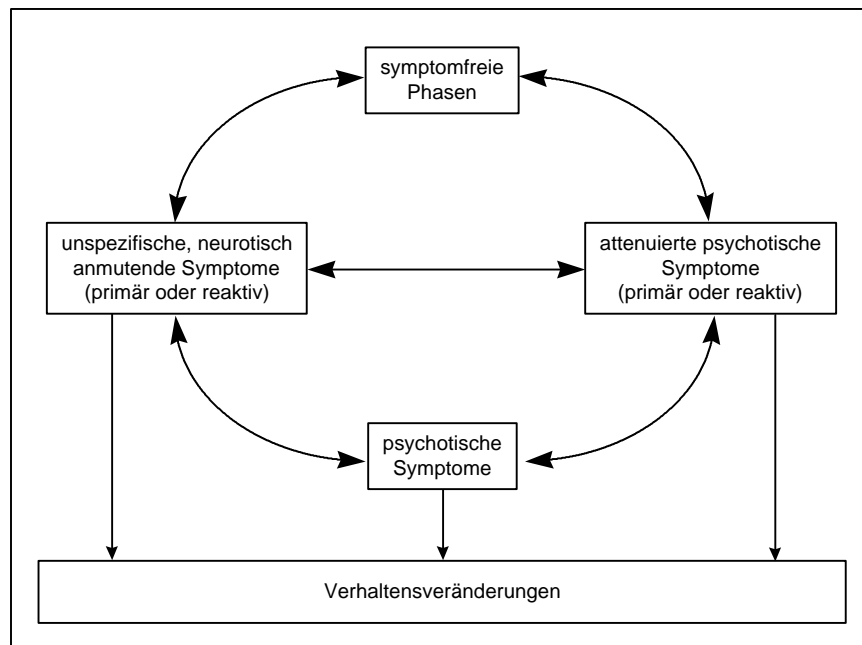 symptomfreie
Phasen
unspezifische, neurotisch
anmutende Symptome
(primär oder reaktiv)
attenuierte psychotische
Symptome
(primär oder reaktiv)
psychotische
Symptome
Verhaltensveränderungen